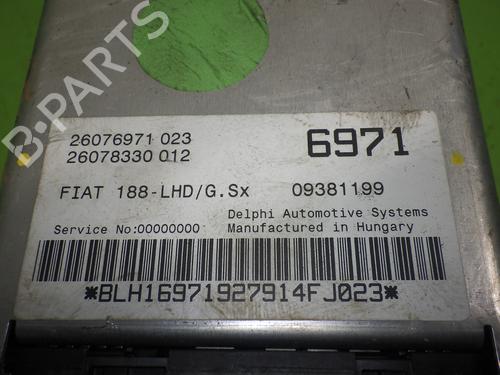 B-PARTS
26076971 023
26078330 012
6971
FIAT 188-LHD/G.Sx
09381199
Service No:00000000
Delphi Automotive Systems
Manufactured in Hungary
*BLH16971927914FJ023*